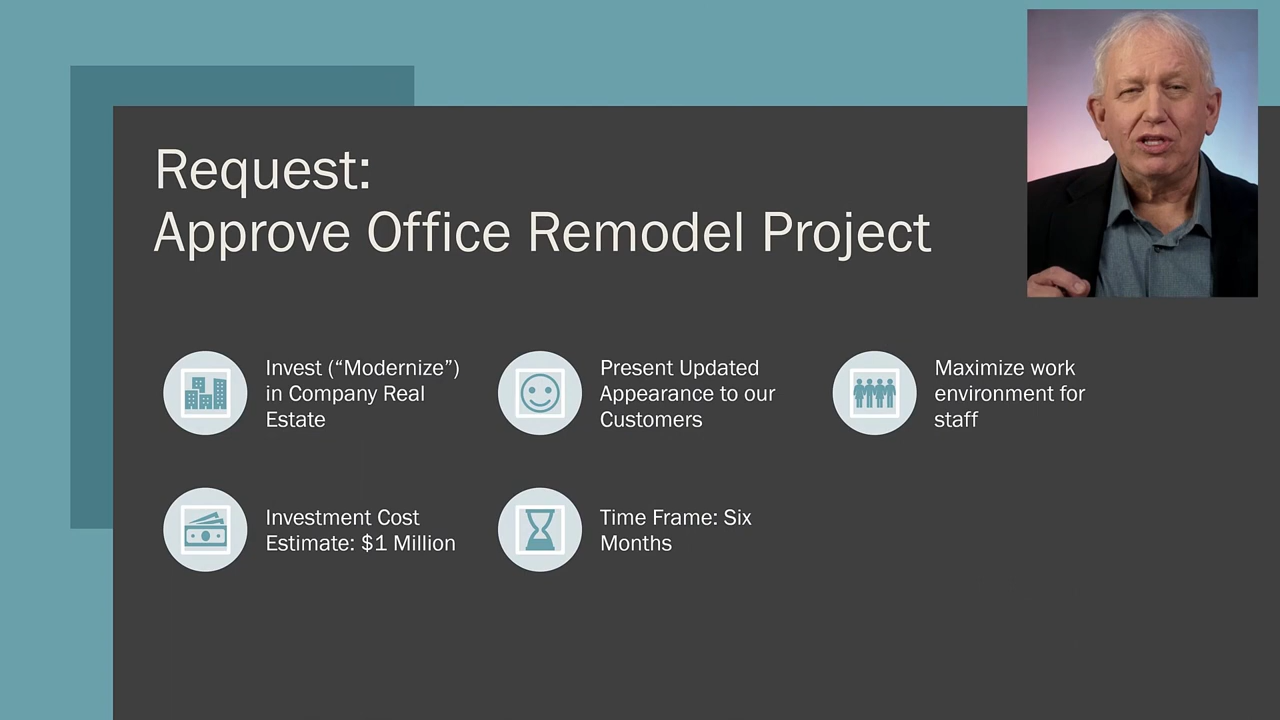 Request:
Approve Office Remodel Project
Invest (“Modernize”)
in Company Real
Estate
Present Updated
Appearance to our
Customers
Maximize work
environment for
staff
Investment Cost
Estimate: $1 Million
Time Frame: Six
Months